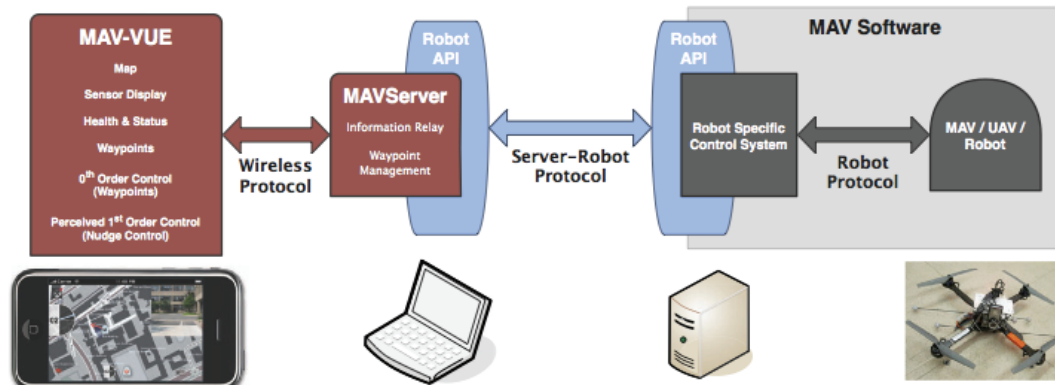 MAV-VUE
Map
Sensor Display
Health & Status
Waypoints
0th Order Control
(Waypoints)
Perceived 1st Order Control
(Nudge Control)
Wireless
Protocol
Robot
API
MAVServer
Information Relay
Waypoint
Management
Server–Robot
Protocol
Robot
API
MAV Software
Robot Specific
Control System
Robot
Protocol
MAV / UAV /
Robot